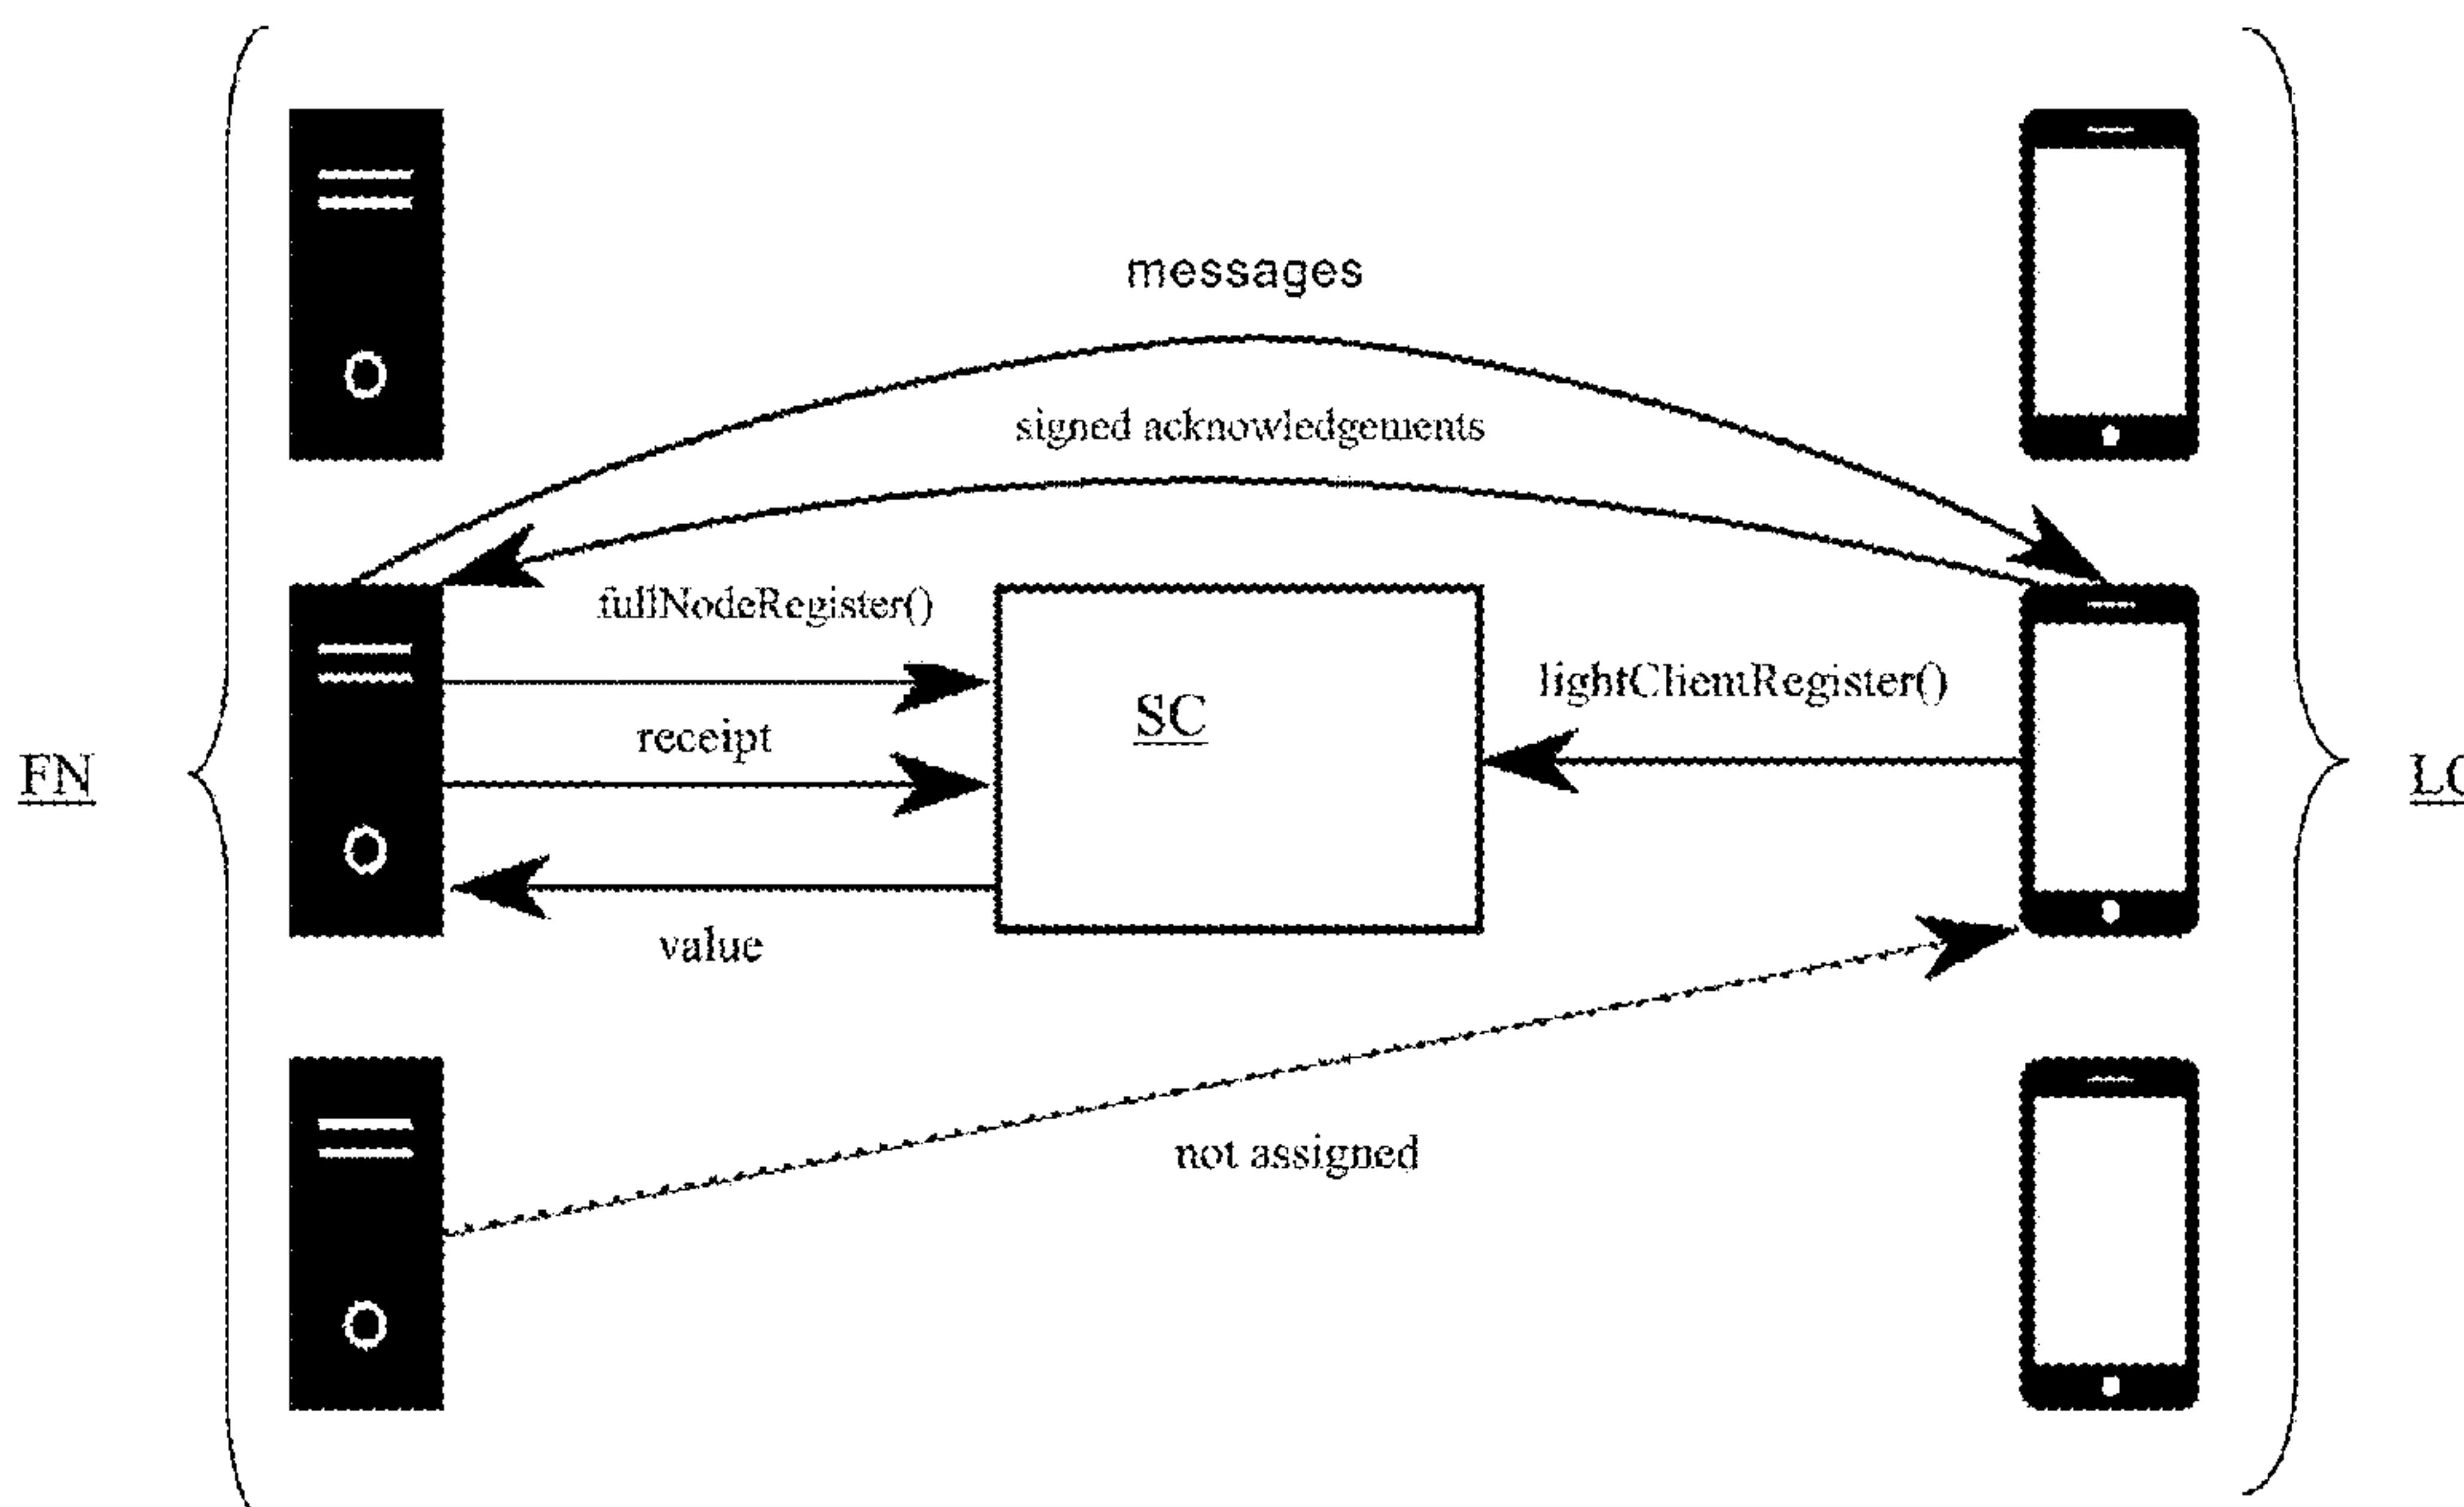 messages
signed acknowledgements
fullNodeRegister()
lightClientRegister()
SC
receipt
FN
value
not assigned